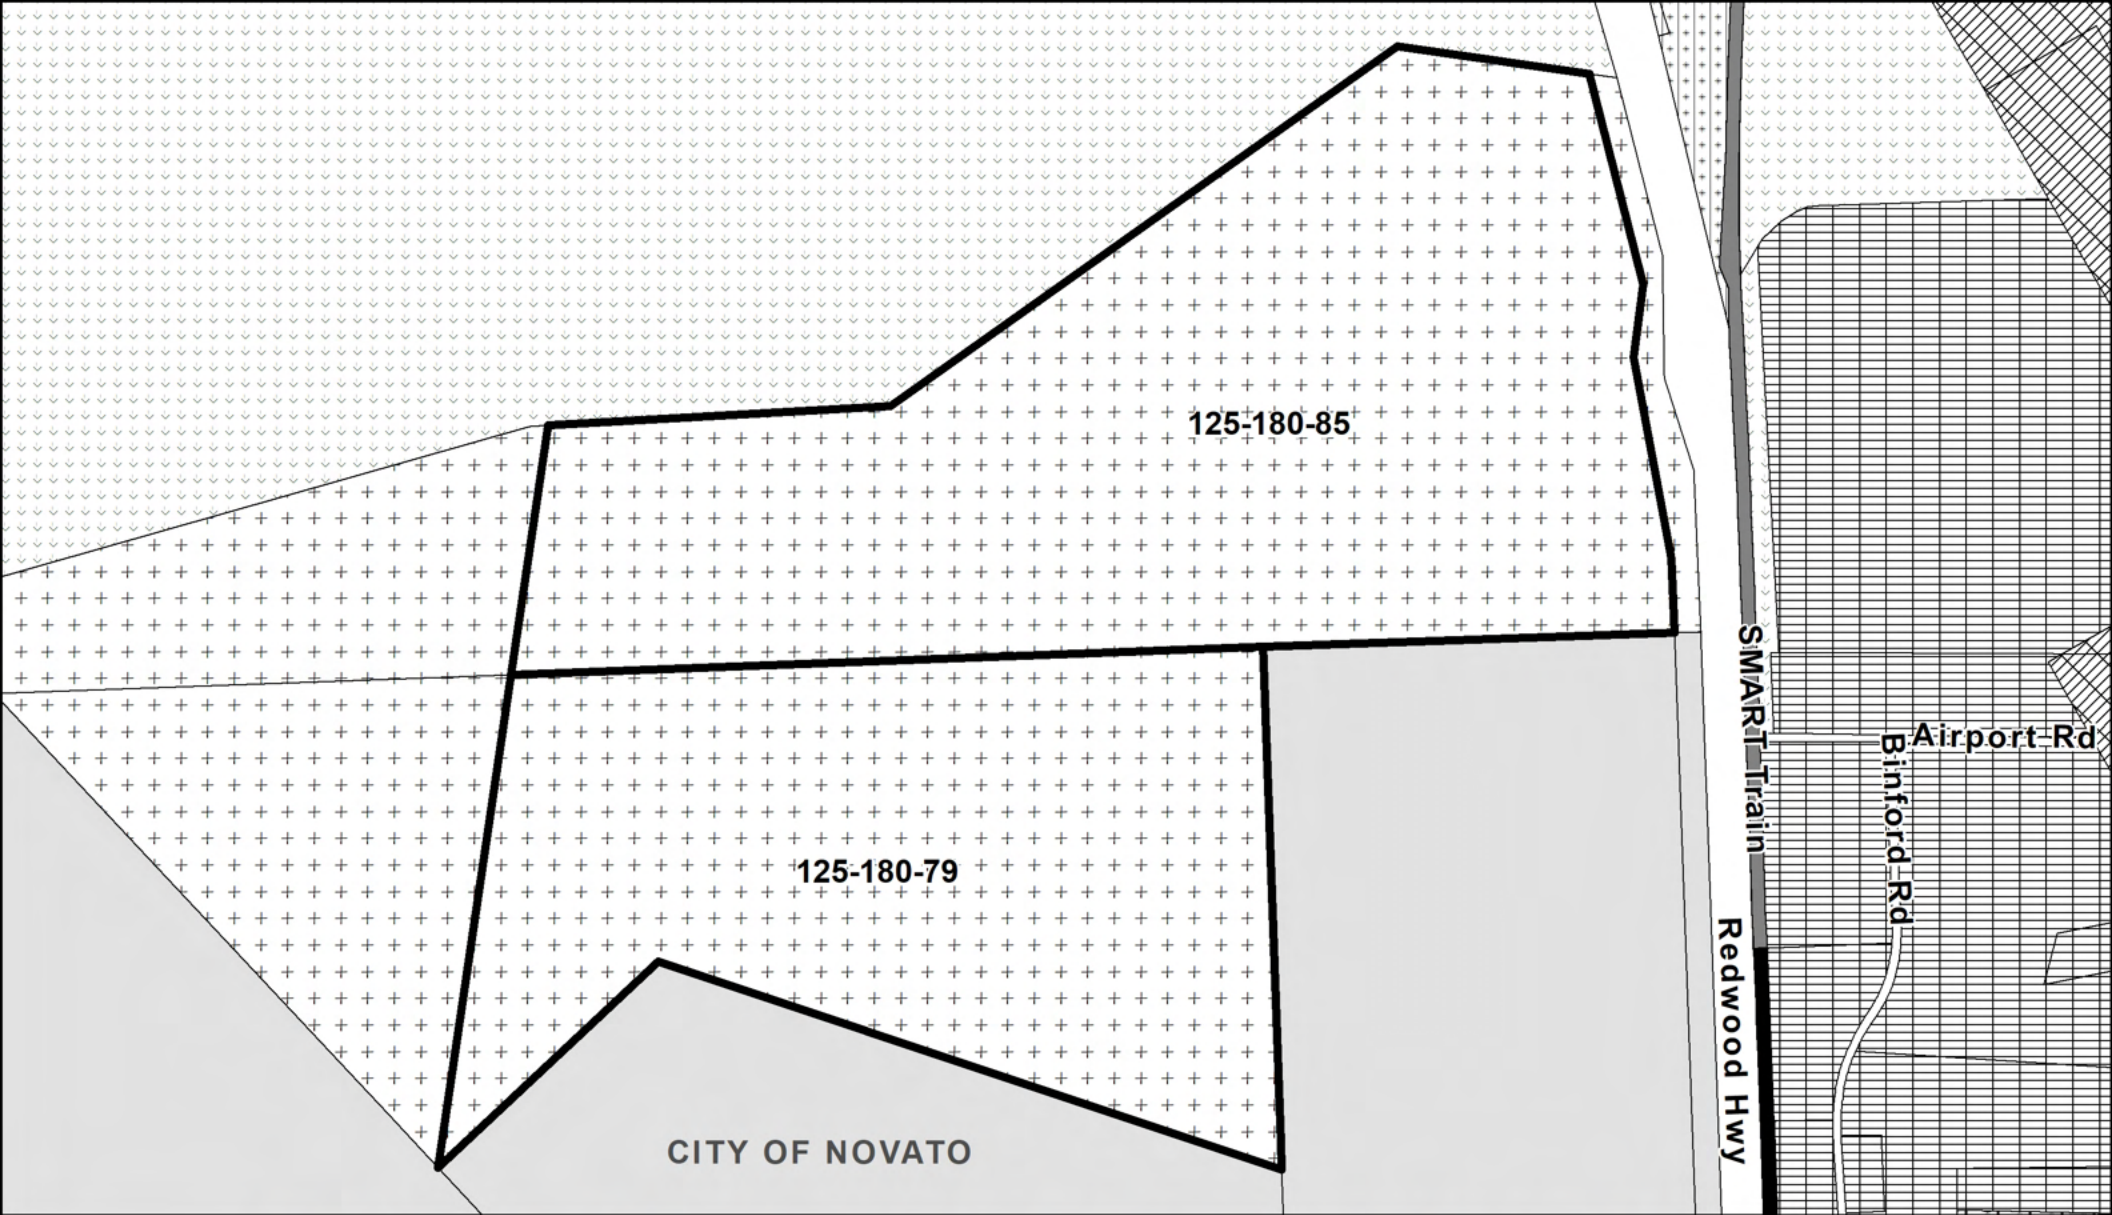 125-180-85
SMART Train
Airport Rd
Binford Rd
125-180-79
Redwood Hwy
CITY OF NOVATO